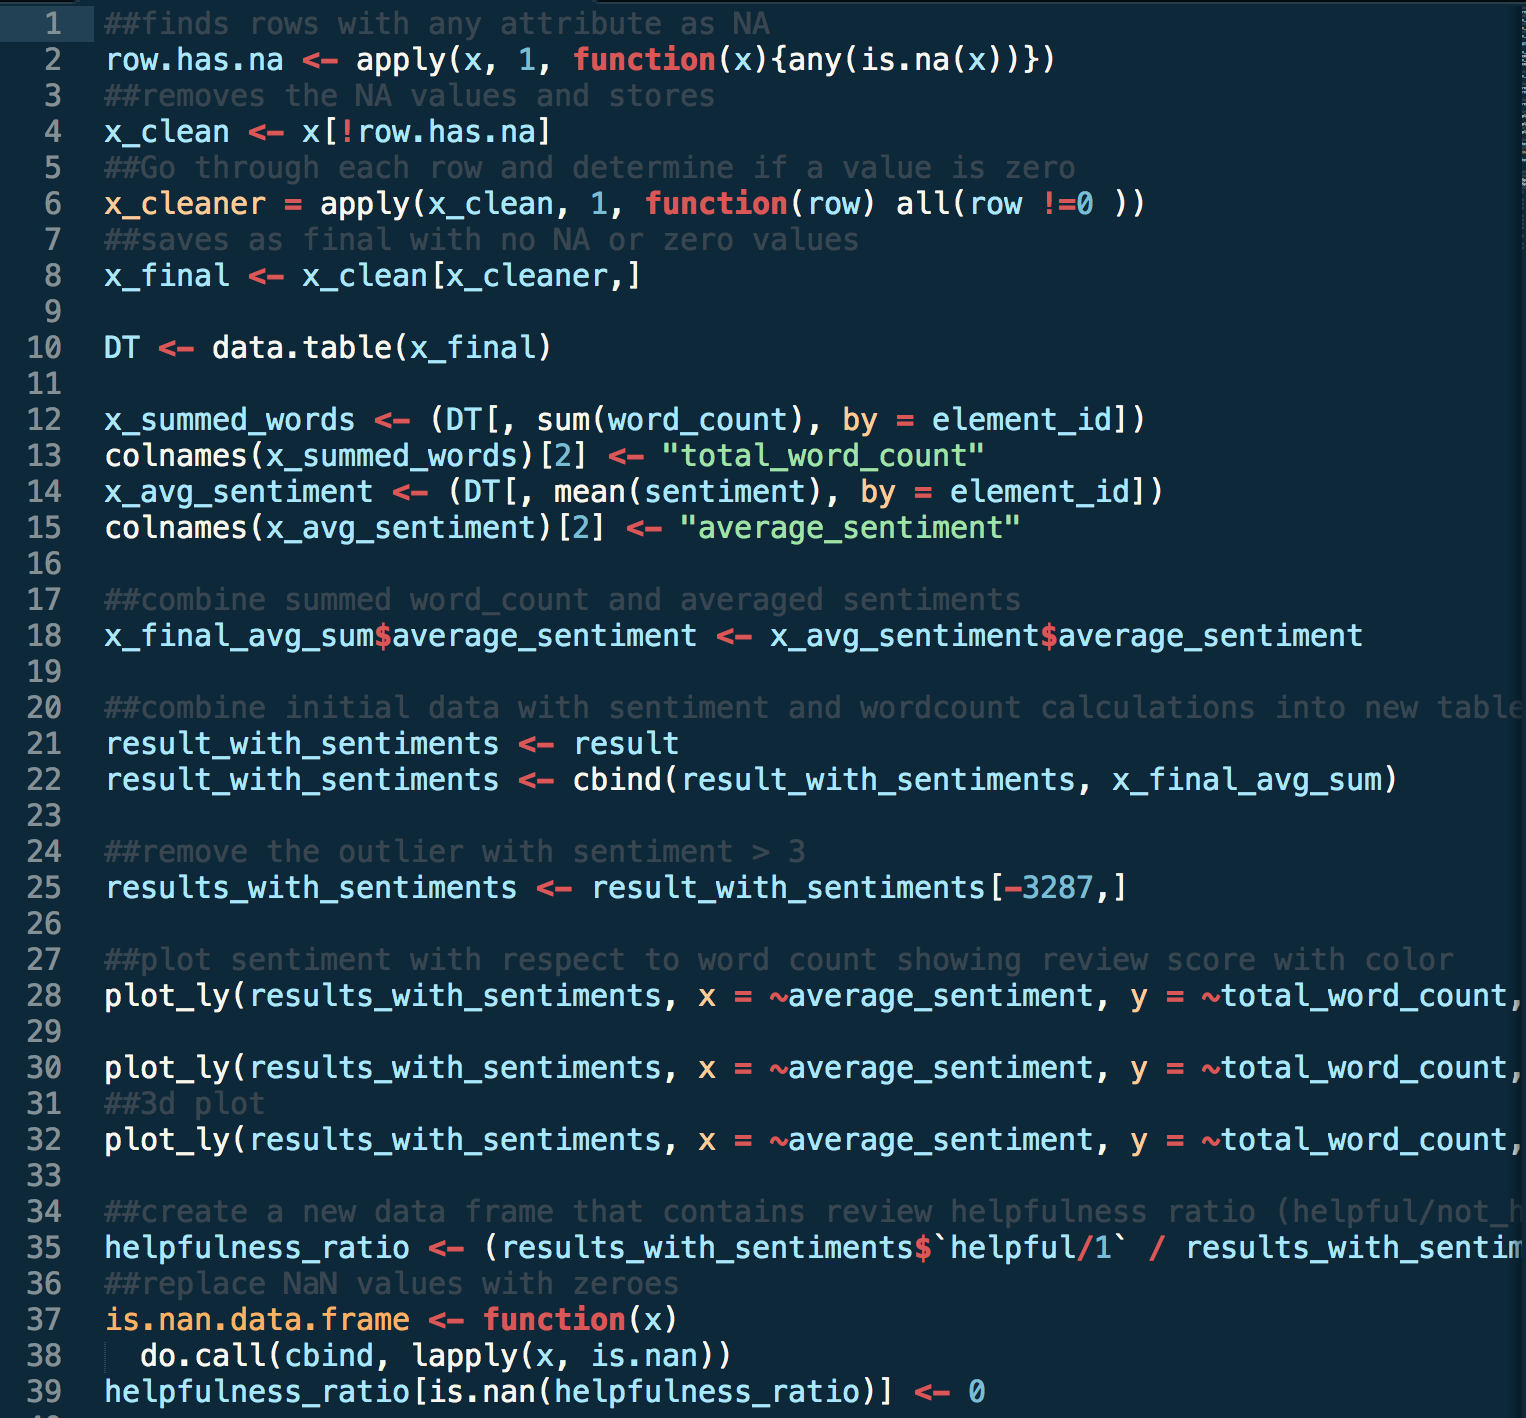 1 ##finds rows with any attribute as NA
2 row.has.na <- apply(x, 1, function(x){any(is.na(x))})
3 ##removes the NA values and stores
4 x_clean <- x[!row.has.na]
5 ##Go through each row and determine if a value is zero
6 x_cleaner = apply(x_clean, 1, function(row) all(row !=0 ))
7 ##saves as final with no NA or zero values
8 x_final <- x_clean[x_cleaner,]
9
10 DT <- data.table(x_final)
11
12 x_summed_words <- (DT[, sum(word_count), by = element_id])
13 colnames(x_summed_words)[2] <- "total_word_count"
14 x_avg_sentiment <- (DT[, mean(sentiment), by = element_id])
15 colnames(x_avg_sentiment)[2] <- "average_sentiment"
16
17 ##combine summed word_count and averaged sentiments
18 x_final_avg_sum$average_sentiment <- x_avg_sentiment$average_sentiment
19
20 ##combine initial data with sentiment and wordcount calculations into new table
21 result_with_sentiments <- result
22 result_with_sentiments <- cbind(result_with_sentiments, x_final_avg_sum)
23
24 ##remove the outlier with sentiment > 3
25 results_with_sentiments <- result_with_sentiments[-3287,]
26
27 ##plot sentiment with respect to word count showing review score with color
28 plot_ly(results_with_sentiments, x = ~average_sentiment, y = ~total_word_count,
29
30 plot_ly(results_with_sentiments, x = ~average_sentiment, y = ~total_word_count,
31 ##3d plot
32 plot_ly(results_with_sentiments, x = ~average_sentiment, y = ~total_word_count,
33
34 ##create a new data frame that contains review helpfulness ratio (helpful/not_h
35 helpfulness_ratio <- (results_with_sentiments$`helpful/1` / results_with_sentim
36 ##replace NaN values with zeroes
37 is.nan.data.frame <- function(x)
38 do.call(cbind, lapply(x, is.nan))
39 helpfulness_ratio[is.nan(helpfulness_ratio)] <- 0